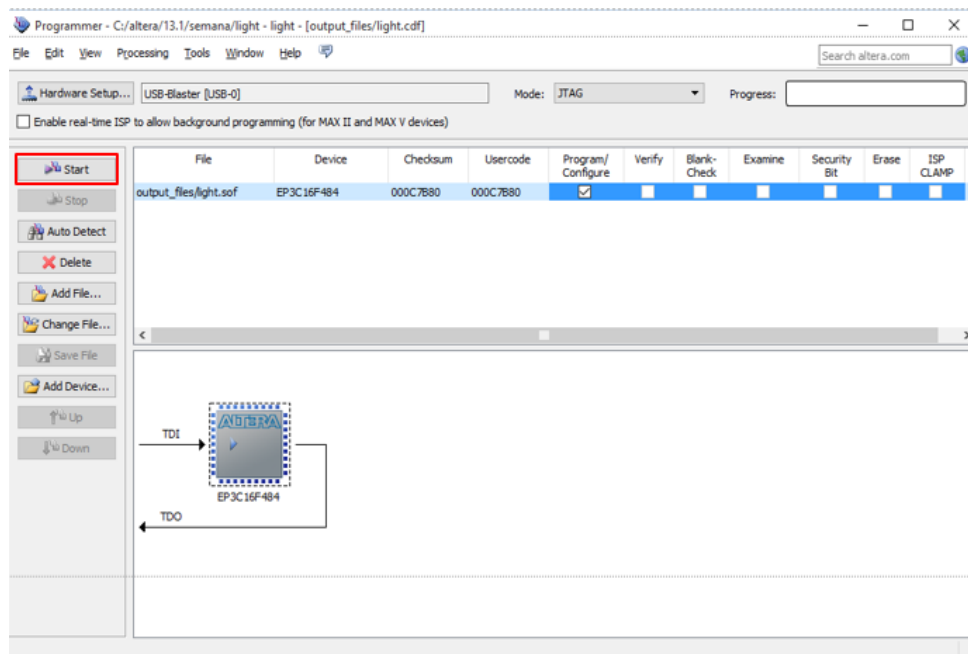 Programmer - C:/altera/13.1/semana/light - light - [output_files/light.cdf]
File Edit View Processing Tools Window Help
Search altera.com
Hardware Setup... USB-Blaster [USB-0] Mode: JTAG Progress:
Enable real-time ISP to allow background programming (for MAX II and MAX V devices)
Start
Stop
Auto Detect
Delete
Add File...
Change File...
Save File
Add Device...
Up
Down
File Device Checksum Usercode Program/ Verify Blank- Examine Security Erase ISP
Configure Check Bit CLAMP
output_files/light.sof EP3C16F484 000C7B80 000C7B80
TDI
ALTERA
EP3C16F484
TDO